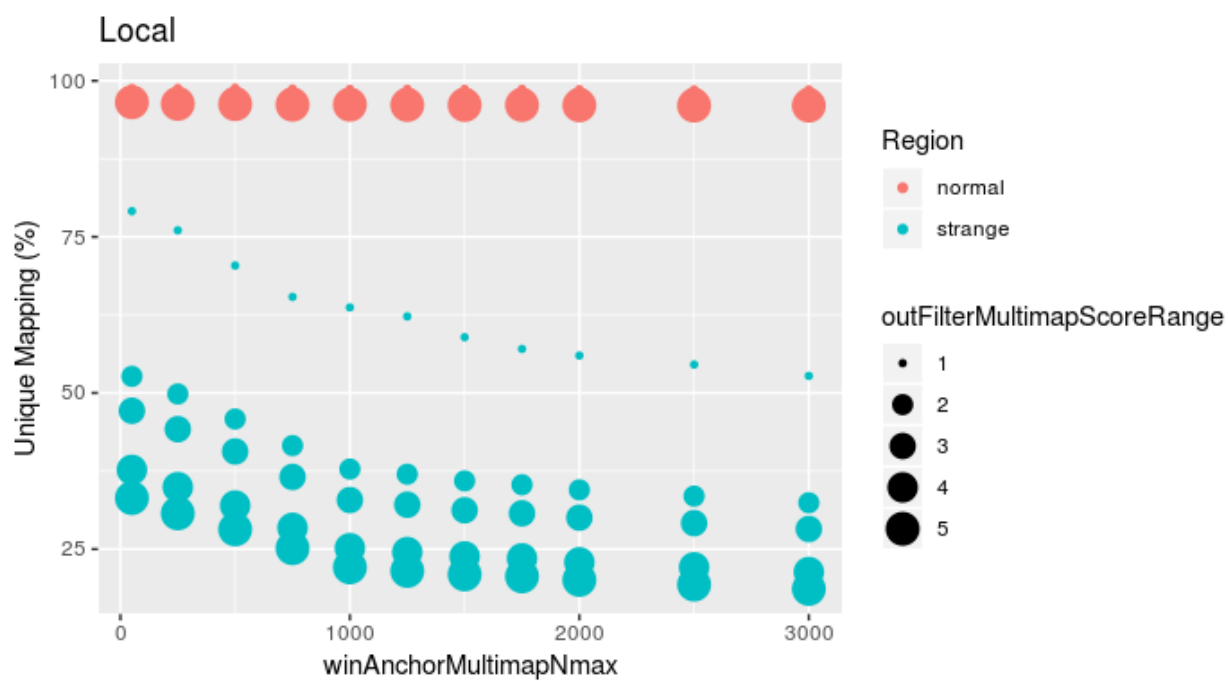 Local
100
75
50
25
Unique Mapping (%)
0 1000 2000 3000
winAnchorMultimapNmax
Region
normal
strange
outFilterMultimapScoreRange
1
2
3
4
5